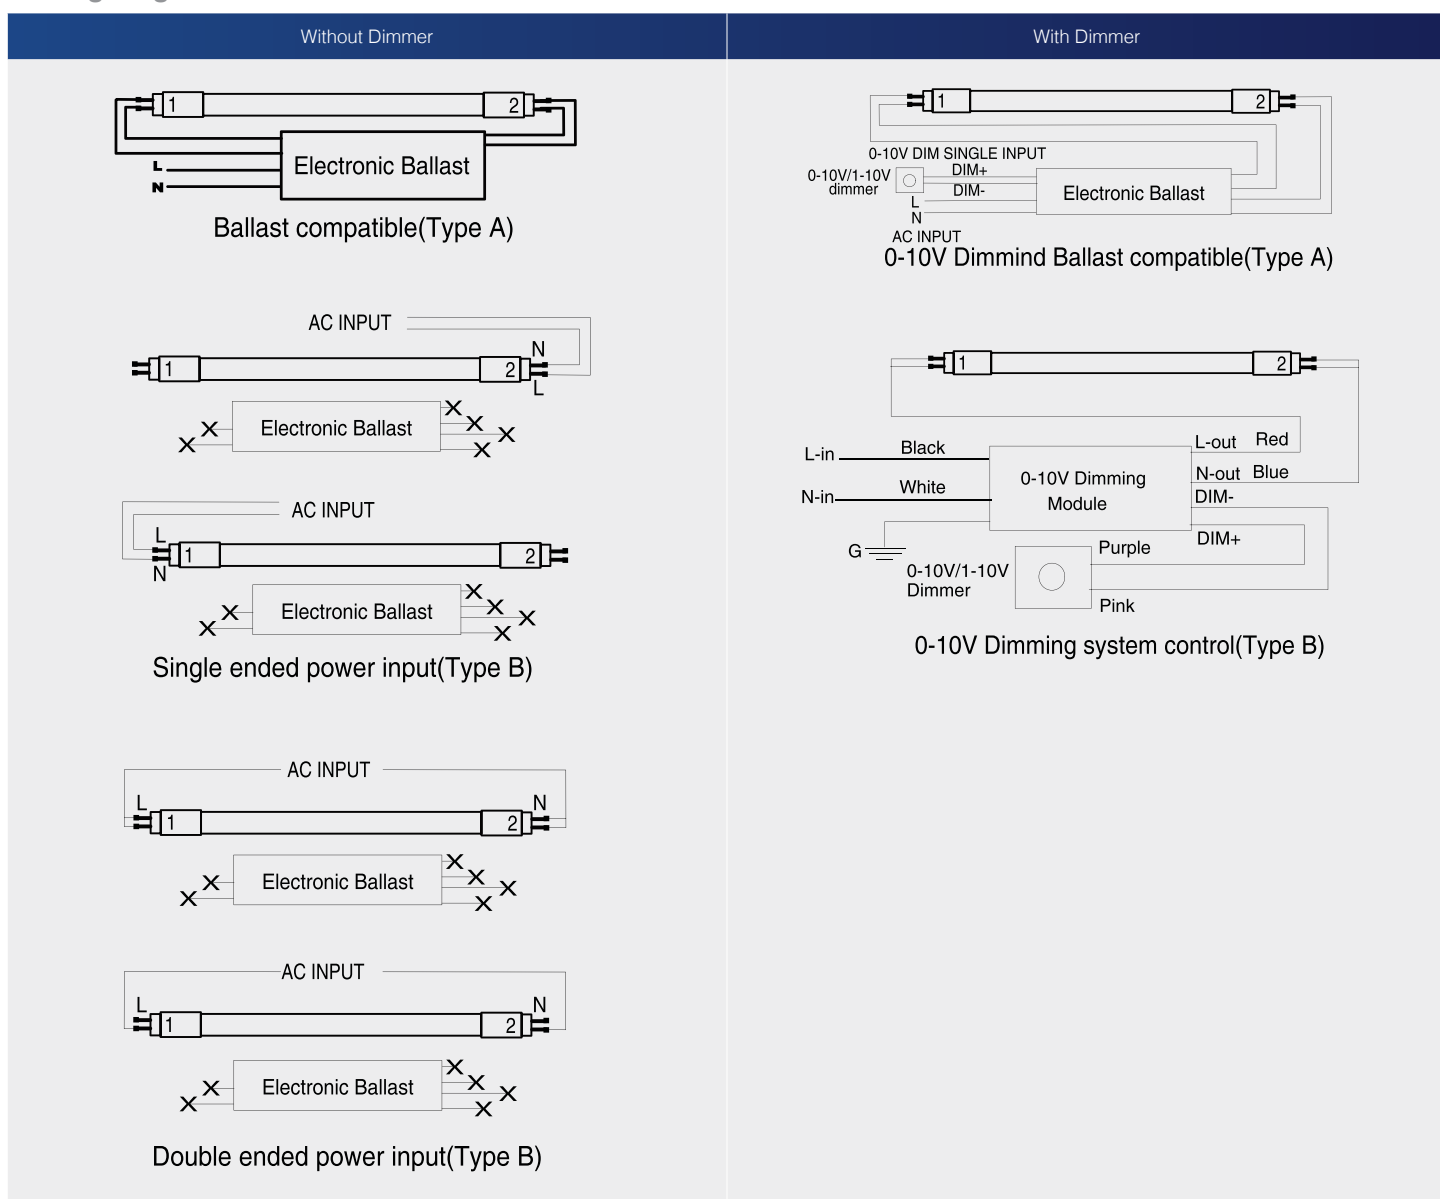 Without Dimmer
With Dimmer
1
2
Electronic Ballast
L
N
Ballast compatible(Type A)
AC INPUT
N
1
2
L
Electronic Ballast
AC INPUT
L
1
2
N
Electronic Ballast
Single ended power input(Type B)
AC INPUT
L
N
1
2
Electronic Ballast
AC INPUT
L
N
1
2
Electronic Ballast
Double ended power input(Type B)
1
2
0-10V DIM SINGLE INPUT
0-10V/1-10V
dimmer
DIM+
DIM-
Electronic Ballast
L
N
AC INPUT
0-10V Dimmind Ballast compatible(Type A)
1
2
L-in
Black
L-out Red
0-10V Dimming
Module
N-in
White
N-out Blue
DIM-
DIM+
G
Purple
0-10V/1-10V
Dimmer
Pink
0-10V Dimming system control(Type B)